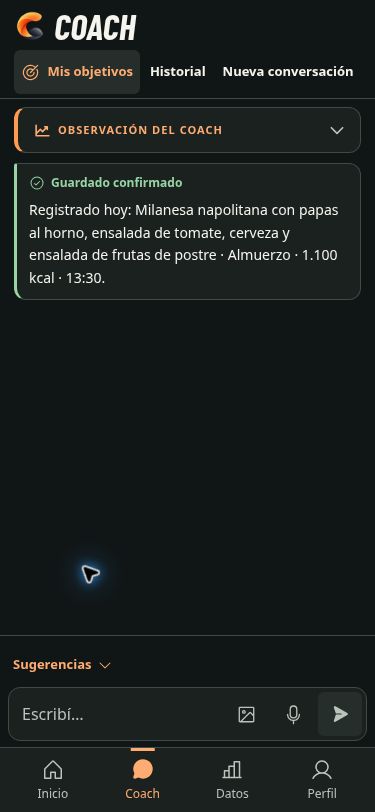 COACH
Mis objetivos
Historial
Nueva conversación
OBSERVACIÓN DEL COACH
Guardado confirmado
Registrado hoy: Milanesa napolitana con papas
al horno, ensalada de tomate, cerveza y
ensalada de frutas de postre · Almuerzo · 1.100
kcal · 13:30.
Sugerencias
Escribí...
Inicio
Coach
Datos
Perfil